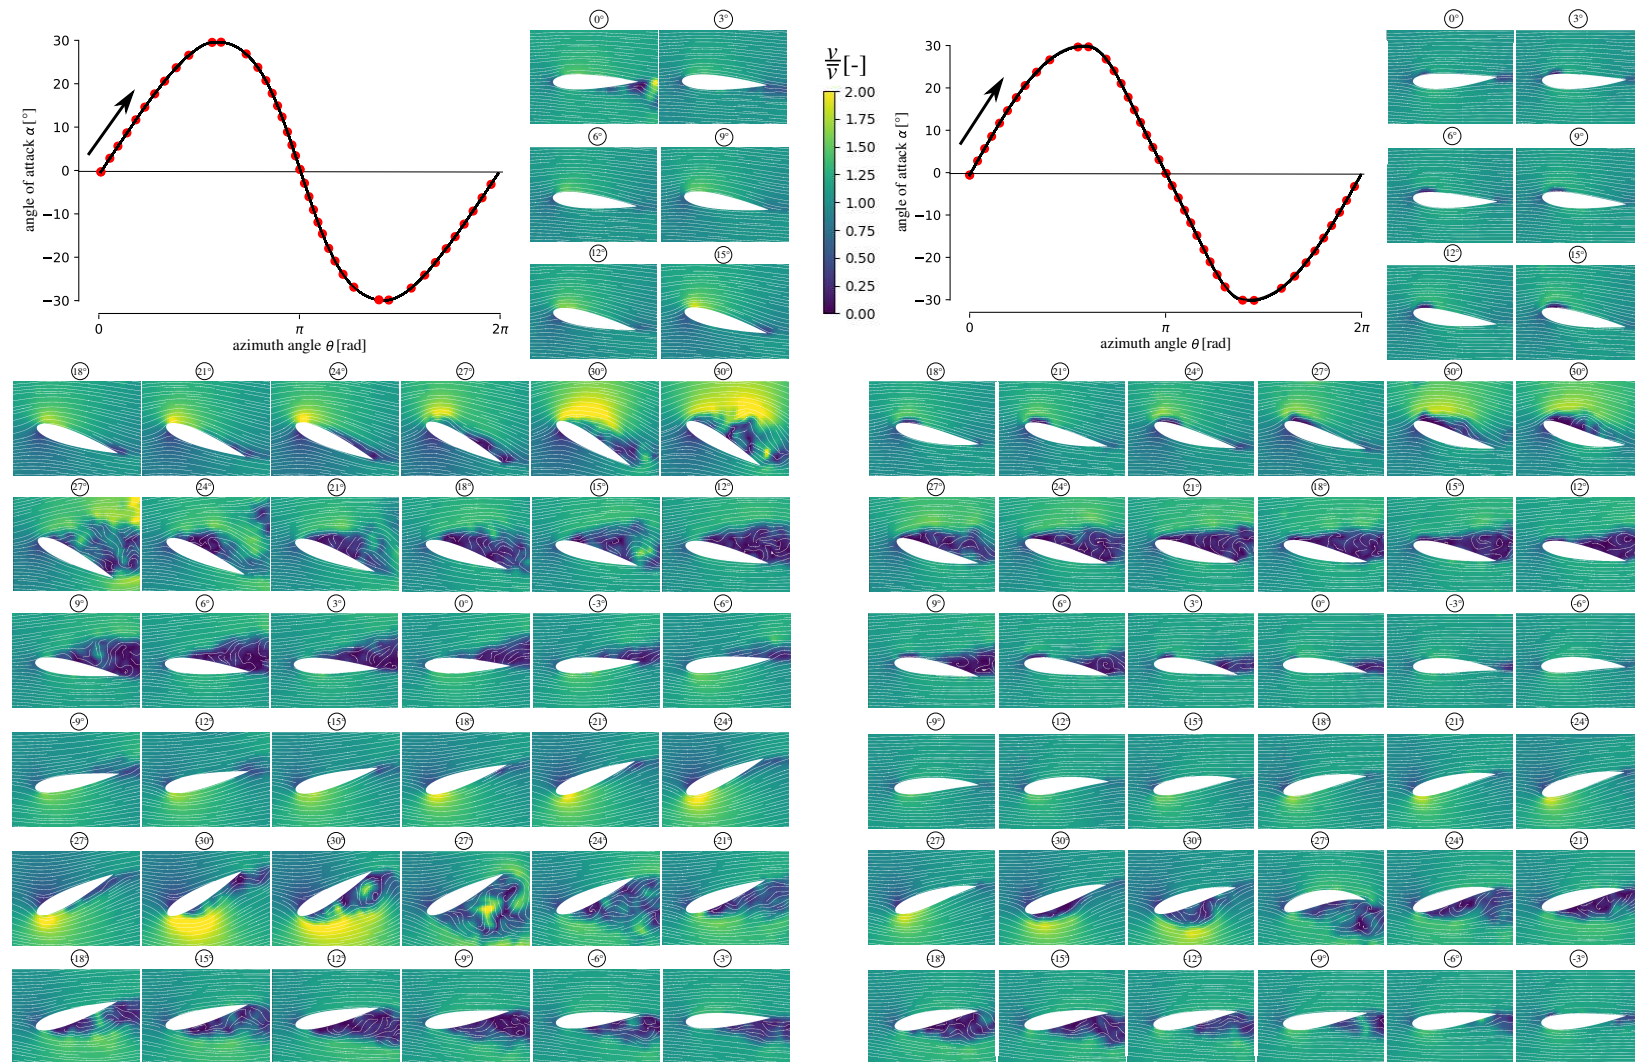 0° 3°
30
20
10
0
−10
−20
−30
angle of attack α [°]
0 π 2π
azimuth angle θ [rad]
6° 9°
12° 15°
v/v̅ [-]
2.00
1.75
1.50
1.25
1.00
0.75
0.50
0.25
0.00
18° 21° 24° 27° 30° 30°
27° 24° 21° 18° 15° 12°
9° 6° 3° 0° -3° -6°
-9° -12° -15° -18° -21° -24°
-27° -30° -30° -27° -24° -21°
-18° -15° -12° -9° -6° -3°
0° 3°
30
20
10
0
−10
−20
−30
angle of attack α [°]
0 π 2π
azimuth angle θ [rad]
6° 9°
12° 15°
18° 21° 24° 27° 30° 30°
27° 24° 21° 18° 15° 12°
9° 6° 3° 0° -3° -6°
-9° -12° -15° -18° -21° -24°
-27° -30° -30° -27° -24° -21°
-18° -15° -12° -9° -6° -3°